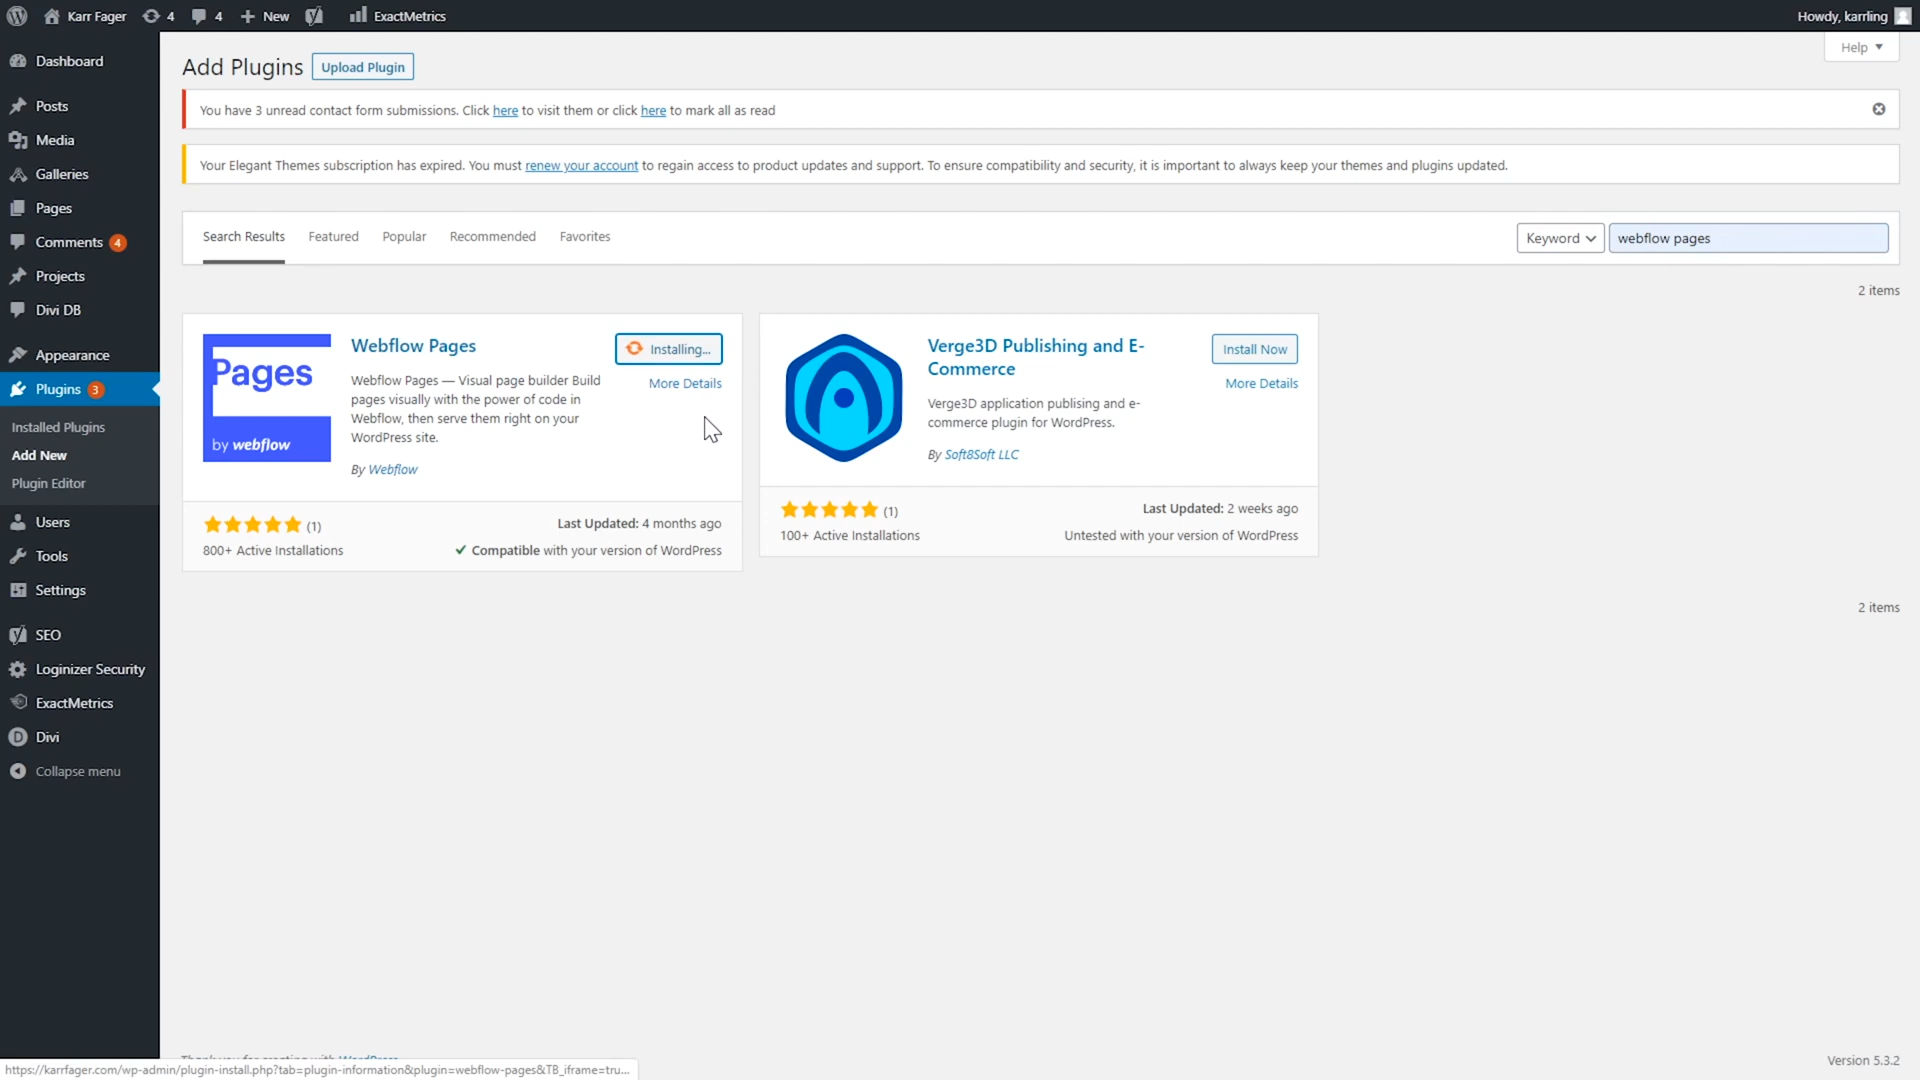 Karr Fager
4
4
New
ExactMetrics
Howdy, karrling
Help
Dashboard
Posts
Media
Galleries
Pages
Comments 4
Projects
Divi DB
Appearance
Plugins 3
Installed Plugins
Add New
Plugin Editor
Users
Tools
Settings
SEO
Loginizer Security
ExactMetrics
Divi
Collapse menu
Add Plugins
Upload Plugin
You have 3 unread contact form submissions. Click here to visit them or click here to mark all as read
Your Elegant Themes subscription has expired. You must renew your account to regain access to product updates and support. To ensure compatibility and security, it is important to always keep your themes and plugins updated.
Search Results
Featured
Popular
Recommended
Favorites
Keyword
webflow pages
2 items
Pages
by webflow
Webflow Pages
Installing...
More Details
Webflow Pages — Visual page builder Build
pages visually with the power of code in
Webflow, then serve them right on your
WordPress site.
By Webflow
(1)
800+ Active Installations
Last Updated: 4 months ago
Compatible with your version of WordPress
Verge3D Publishing and E-
Commerce
Install Now
More Details
Verge3D application publising and e-
commerce plugin for WordPress.
By Soft8Soft LLC
(1)
100+ Active Installations
Last Updated: 2 weeks ago
Untested with your version of WordPress
2 items
Thank you for creating with WordPress
Version 5.3.2
https://karrfager.com/wp-admin/plugin-install.php?tab=plugin-information&plugin=webflow-pages&TB_iframe=tru...